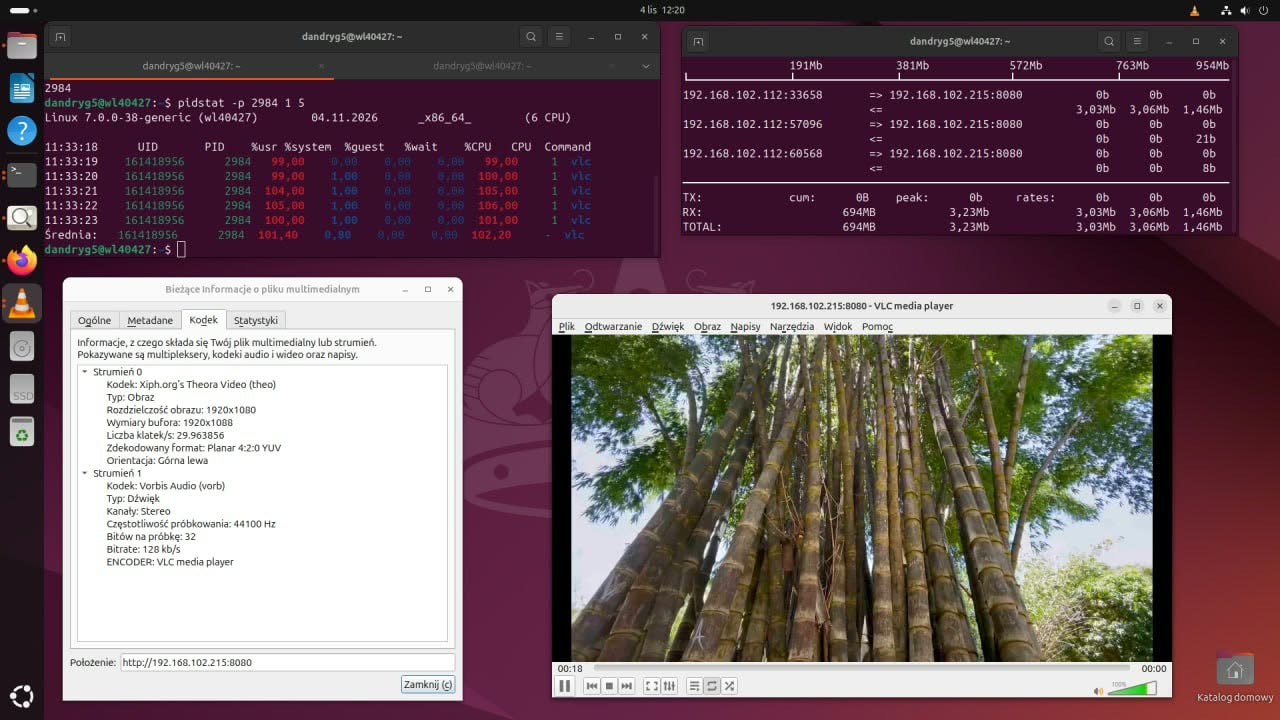 4 lis 12:20
dandryg5@wl40427: ~
dandryg5@wl40427: ~
dandryg5@wl40427: ~
2984
dandryg5@wl40427:~$ pidstat -p 2984 1 5
Linux 7.0.0-38-generic (wl40427) 04.11.2026 _x86_64_ (6 CPU)
11:33:18 UID PID %usr %system %guest %wait %CPU CPU Command
11:33:19 161418956 2984 99,00 0,00 0,00 0,00 99,00 1 vlc
11:33:20 161418956 2984 99,00 1,00 0,00 0,00 100,00 1 vlc
11:33:21 161418956 2984 104,00 1,00 0,00 0,00 105,00 1 vlc
11:33:22 161418956 2984 105,00 1,00 0,00 0,00 106,00 1 vlc
11:33:23 161418956 2984 100,00 1,00 0,00 0,00 101,00 1 vlc
Średnia: 161418956 2984 101,40 0,80 0,00 0,00 102,20 - vlc
dandryg5@wl40427:~$
dandryg5@wl40427: ~
191Mb 381Mb 572Mb 763Mb 954Mb
192.168.102.112:33658 => 192.168.102.215:8080 0b 0b 0b
<= 3,03Mb 3,06Mb 1,46Mb
192.168.102.112:57096 => 192.168.102.215:8080 0b 0b 0b
<= 0b 0b 21b
192.168.102.112:60568 => 192.168.102.215:8080 0b 0b 0b
<= 0b 0b 8b
TX: cum: 0B peak: 0b rates: 0b 0b 0b
RX: 694MB 3,23Mb 3,03Mb 3,06Mb 1,46Mb
TOTAL: 694MB 3,23Mb 3,03Mb 3,06Mb 1,46Mb
Bieżące Informacje o pliku multimedialnym
Ogólne Metadane Kodek Statystyki
Informacje, z czego składa się Twój plik multimedialny lub strumień.
Pokazywane są multipleksery, kodeki audio i wideo oraz napisy.
Strumień 0
Kodek: Xiph.org's Theora Video (theo)
Typ: Obraz
Rozdzielczość obrazu: 1920x1080
Wymiary bufora: 1920x1088
Liczba klatek/s: 29.963856
Zdekodowany format: Planar 4:2:0 YUV
Orientacja: Górna lewa
Strumień 1
Kodek: Vorbis Audio (vorb)
Typ: Dźwięk
Kanały: Stereo
Częstotliwość próbkowania: 44100 Hz
Bitów na próbkę: 32
Bitrate: 128 kb/s
ENCODER: VLC media player
Położenie: http://192.168.102.215:8080
Zamknij (c)
192.168.102.215:8080 - VLC media player
Plik Odtwarzanie Dźwięk Obraz Napisy Narzędzia Widok Pomoc
00:18 00:00
100%
SSD
Katalog domowy